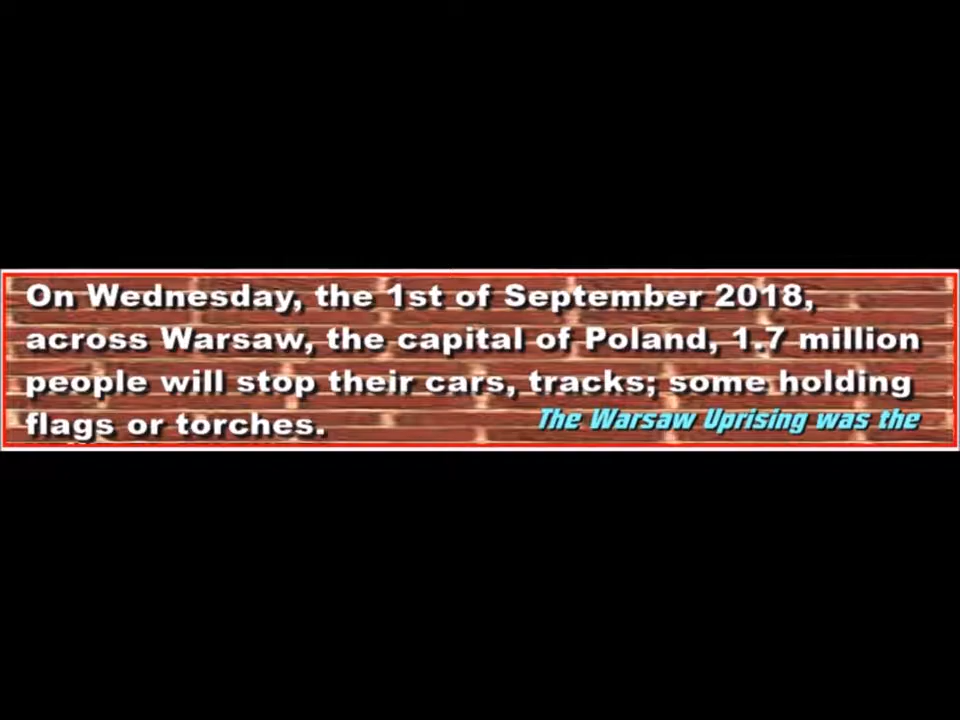 On Wednesday, the 1st of September 2018,
across Warsaw, the capital of Poland, 1.7 million
people will stop their cars, tracks; some holding
flags or torches.
The Warsaw Uprising was the